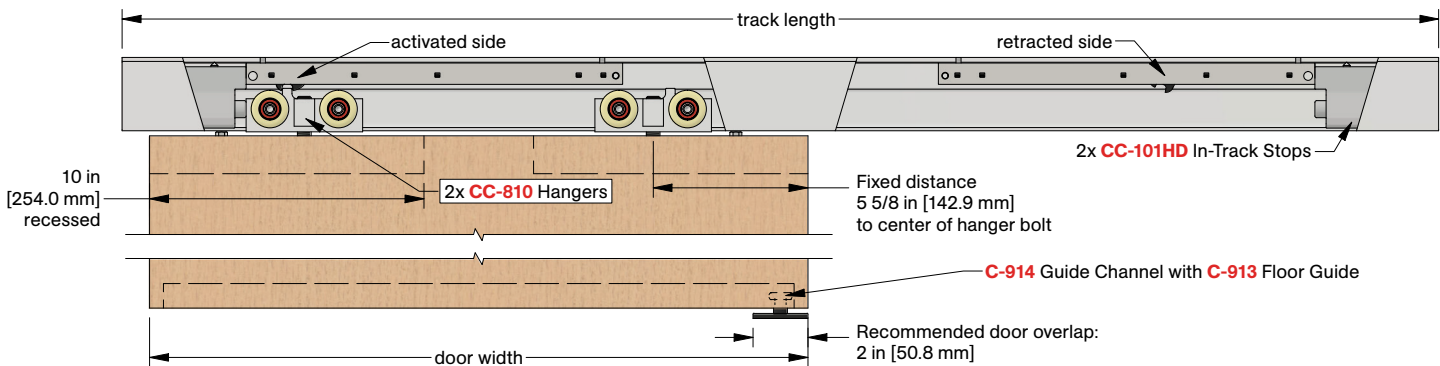 track length
activated side
retracted side
2x CC-101HD In-Track Stops
10 in
[254.0 mm]
recessed
2x CC-810 Hangers
Fixed distance
5 5/8 in [142.9 mm]
to center of hanger bolt
C-914 Guide Channel with C-913 Floor Guide
Recommended door overlap:
2 in [50.8 mm]
door width